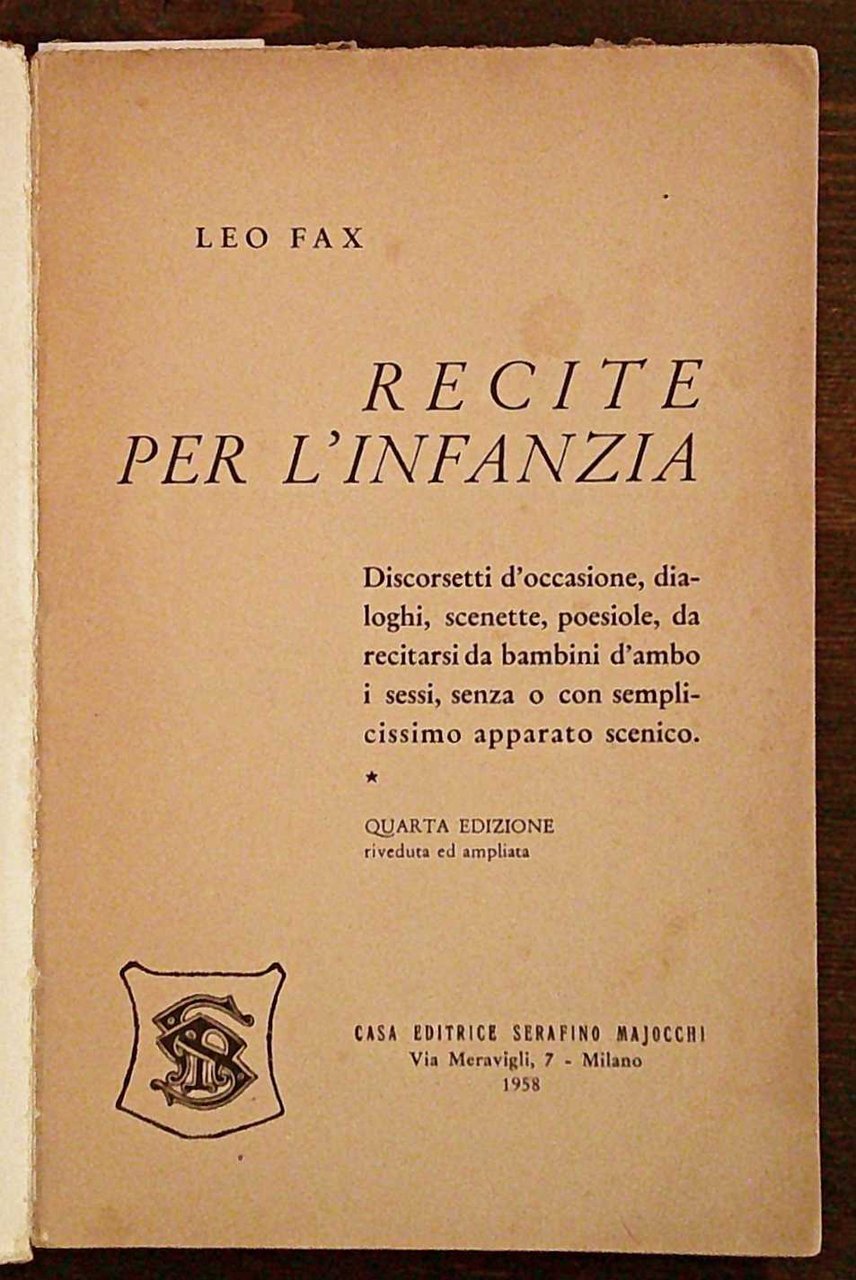 LEO FAX
RECITE
PER L'INFANZIA
Discorsetti d'occasione, dia-
loghi, scenette, poesiole, da
recitarsi da bambini d'ambo
i sessi, senza o con sempli-
cissimo apparato scenico.
★
QUARTA EDIZIONE
riveduta ed ampliata
CASA EDITRICE SERAFINO MAJOCCHI
Via Meravigli, 7 - Milano
1958